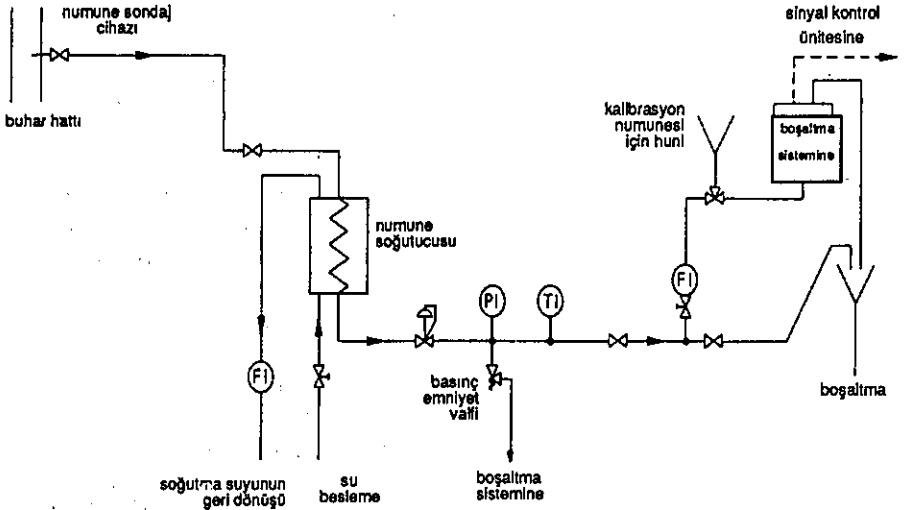 numune sondaj
cihazı
buhar hattı
sinyal kontrol
ünitesine
kalibrasyon
numunesi
için huni
boşaltma
sistemine
numune
soğutucusu
FI
PI
TI
FI
basınç
emniyet
valfi
boşaltma
soğutma suyunun
geri dönüşü
su
besleme
boşaltma
sistemine